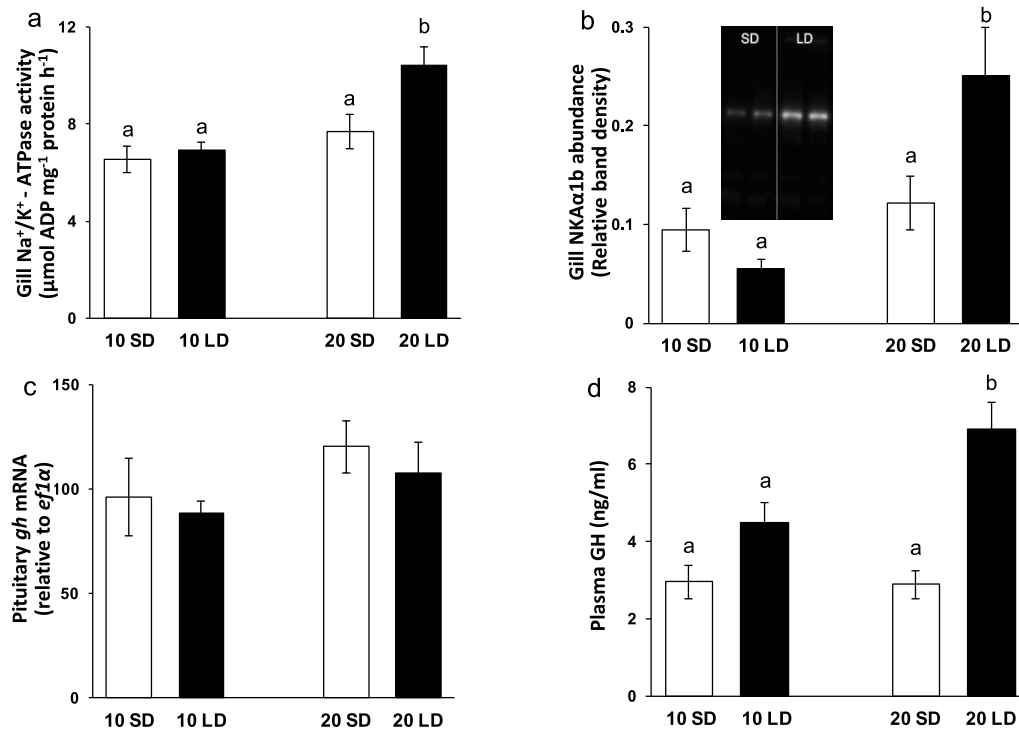 a
Gill Na⁺/K⁺ - ATPase activity
(µmol ADP mg⁻¹ protein h⁻¹)
12
9
6
3
0
a
a
a
b
10 SD
10 LD
20 SD
20 LD
b
Gill NKAα1b abundance
(Relative band density)
0.3
0.2
0.1
0
SD
LD
a
a
a
b
10 SD
10 LD
20 SD
20 LD
c
Pituitary gh mRNA
(relative to ef1α)
150
100
50
0
10 SD
10 LD
20 SD
20 LD
d
Plasma GH (ng/ml)
8
6
4
2
0
a
a
a
b
10 SD
10 LD
20 SD
20 LD